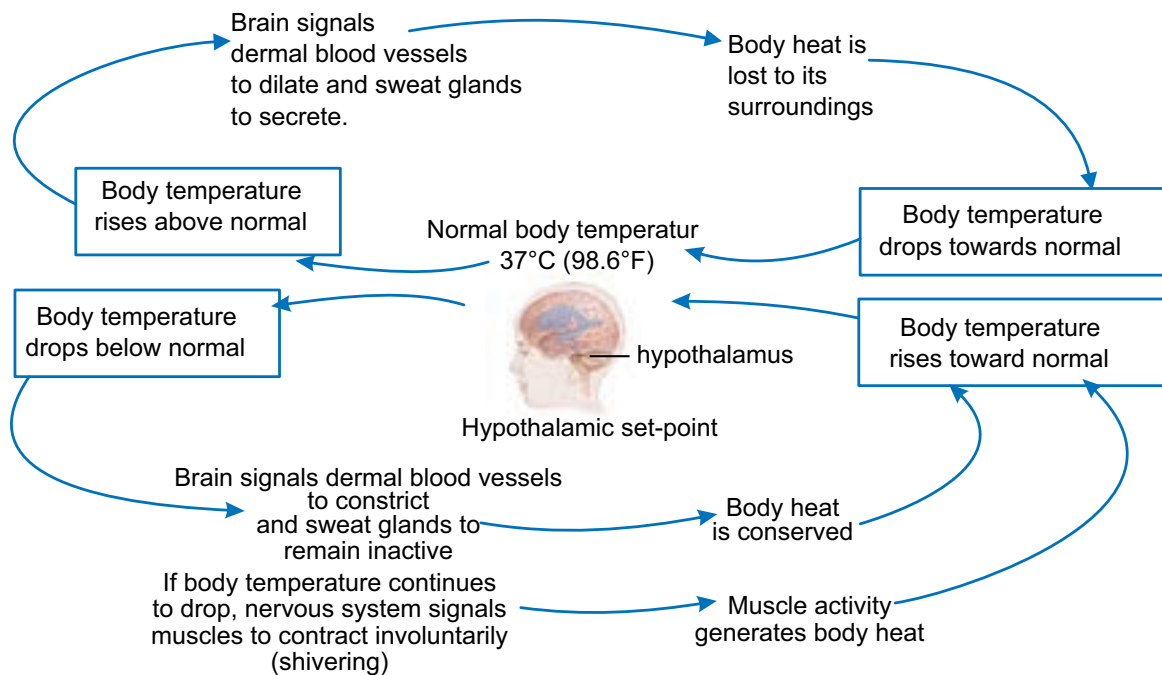 Brain signals
dermal blood vessels
to dilate and sweat glands
to secrete.
Body heat is
lost to its
surroundings
Body temperature
rises above normal
Body temperature
drops towards normal
Normal body temperatur
37°C (98.6°F)
Body temperature
drops below normal
Body temperature
rises toward normal
hypothalamus
Hypothalamic set-point
Brain signals dermal blood vessels
to constrict
and sweat glands to
remain inactive
Body heat
is conserved
If body temperature continues
to drop, nervous system signals
muscles to contract involuntarily
(shivering)
Muscle activity
generates body heat